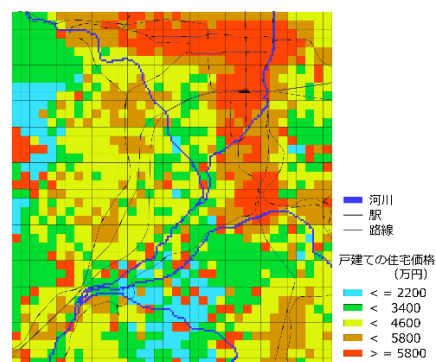 河川
駅
路線
戸建ての住宅価格
(万円)
<= 2200
< 3400
< 4600
< 5800
>= 5800